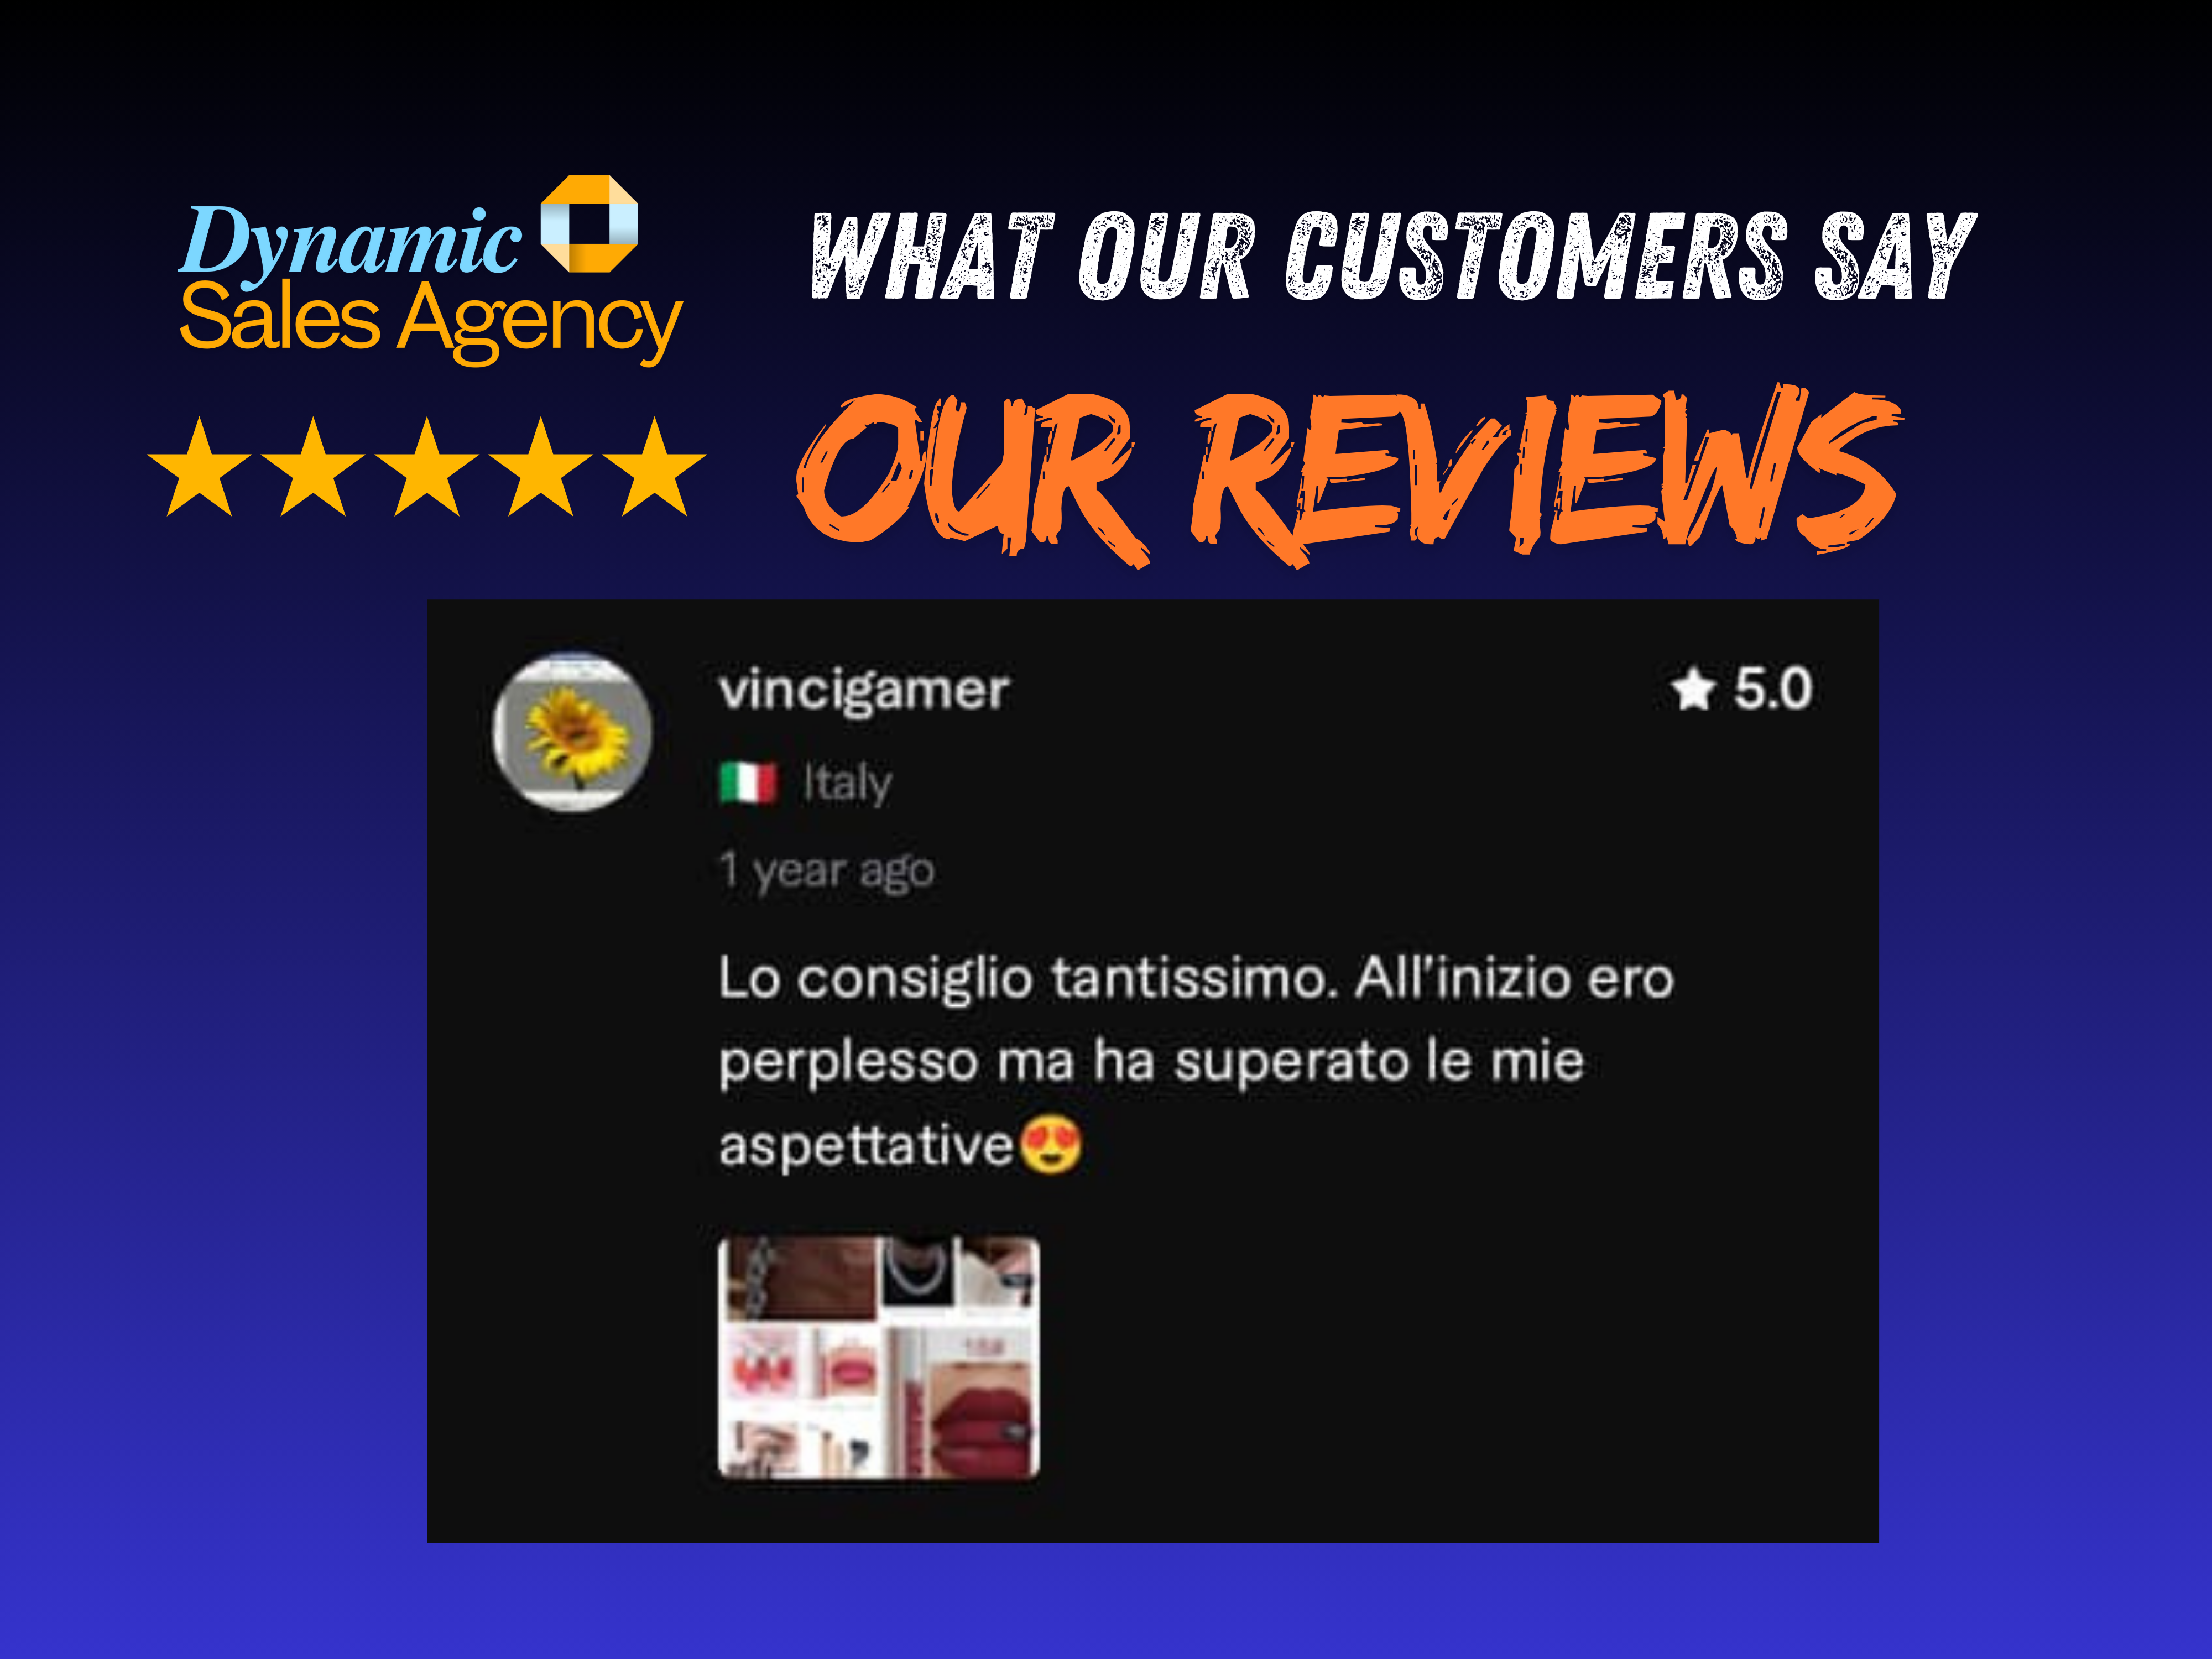 Dynamic
Sales Agency
WHAT OUR CUSTOMERS SAY
OUR REVIEWS
vincigamer
5.0
Italy
1 year ago
Lo consiglio tantissimo. All'inizio ero
perplesso ma ha superato le mie
aspettative😍